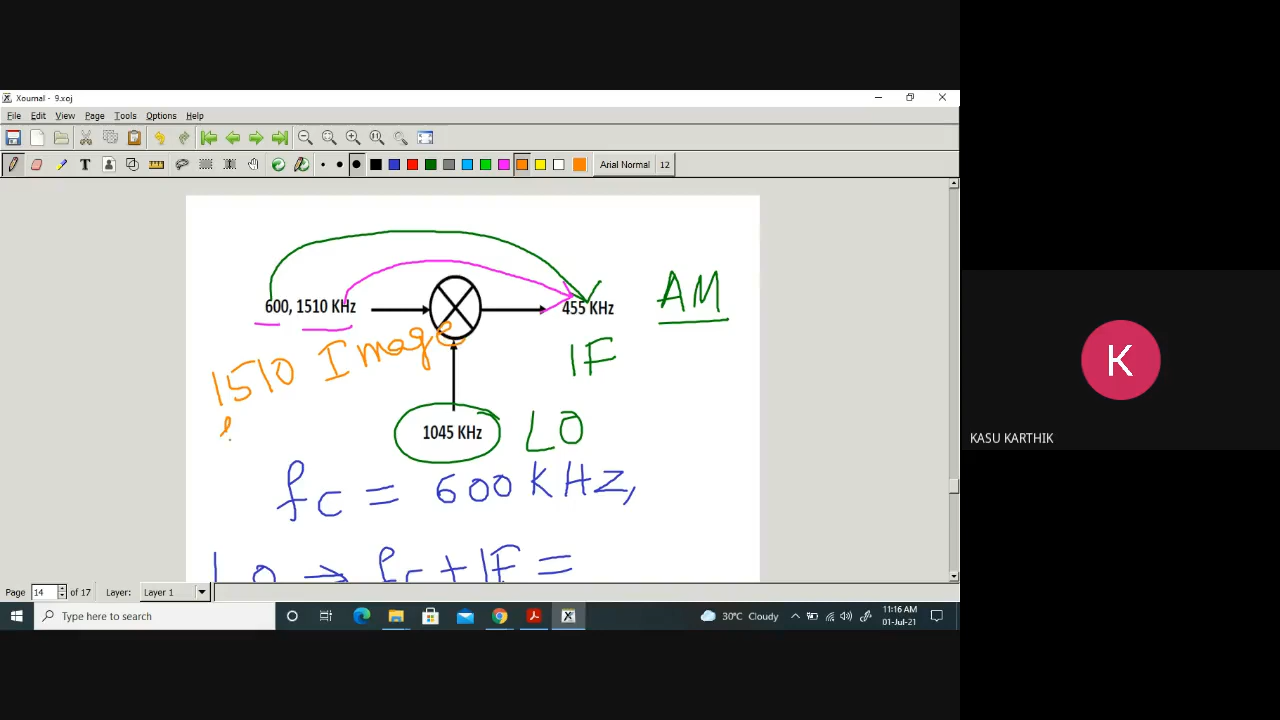 Xournal - 9.xoj
File Edit View Page Tools Options Help
Arial Normal 12
600, 1510 KHz
455 KHz
AM
1510 Image
IF
1045 KHz
LO
fc = 600 KHz,
LO → fc + IF =
KASU KARTHIK
K
Page 14 of 17 Layer: Layer 1
Type here to search
30°C Cloudy
11:16 AM
01-Jul-21